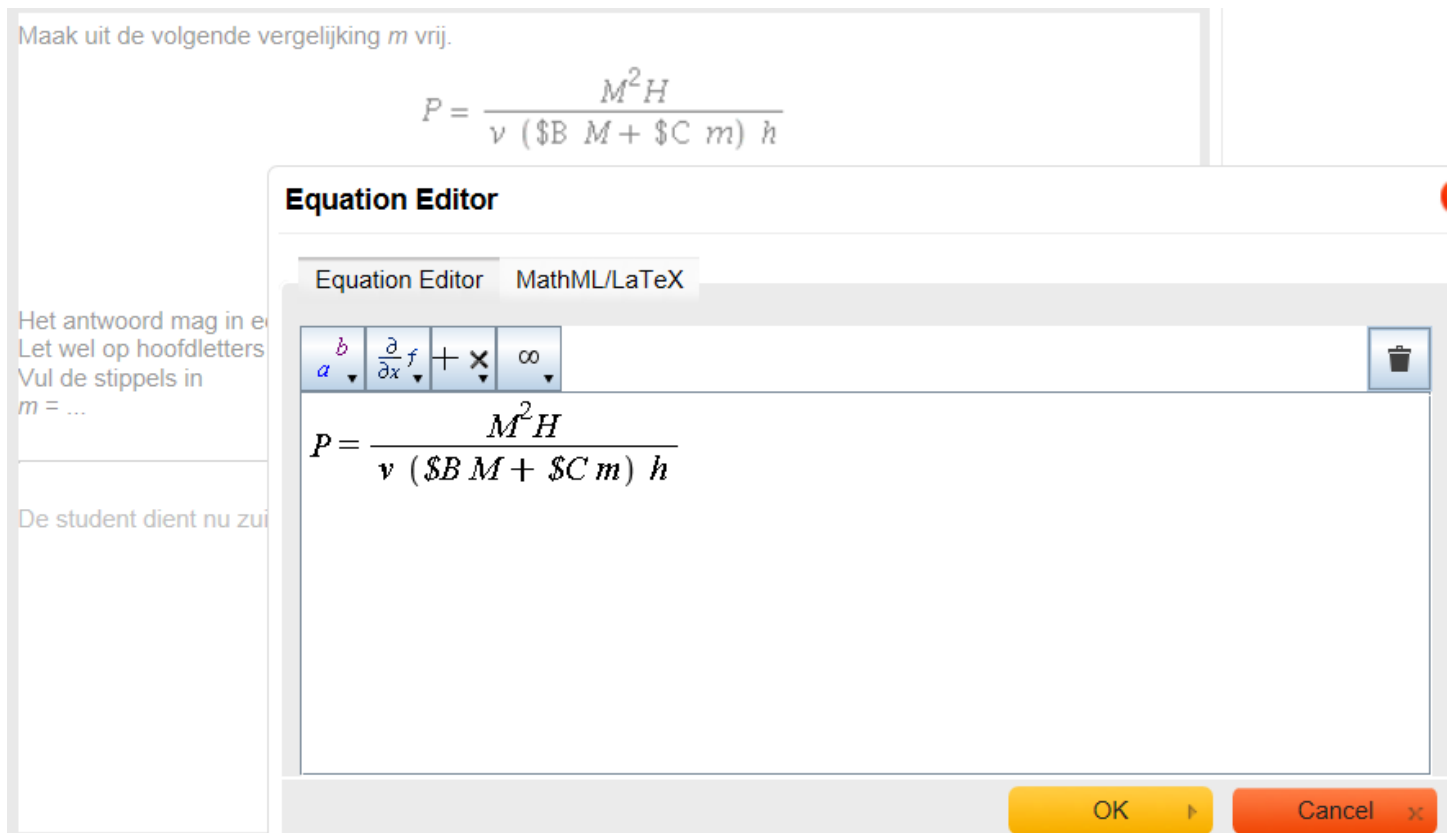 Maak uit de volgende vergelijking m vrij.
P = M²H / v ($B M + $C m) h
Equation Editor
Equation Editor MathML/LaTeX
Het antwoord mag in
Let wel op hoofdletters
Vul de stippels in
m = ...
a b ∂/∂x f + × ∞
P = M²H / v ($B M + $C m) h
De student dient nu
OK
Cancel x